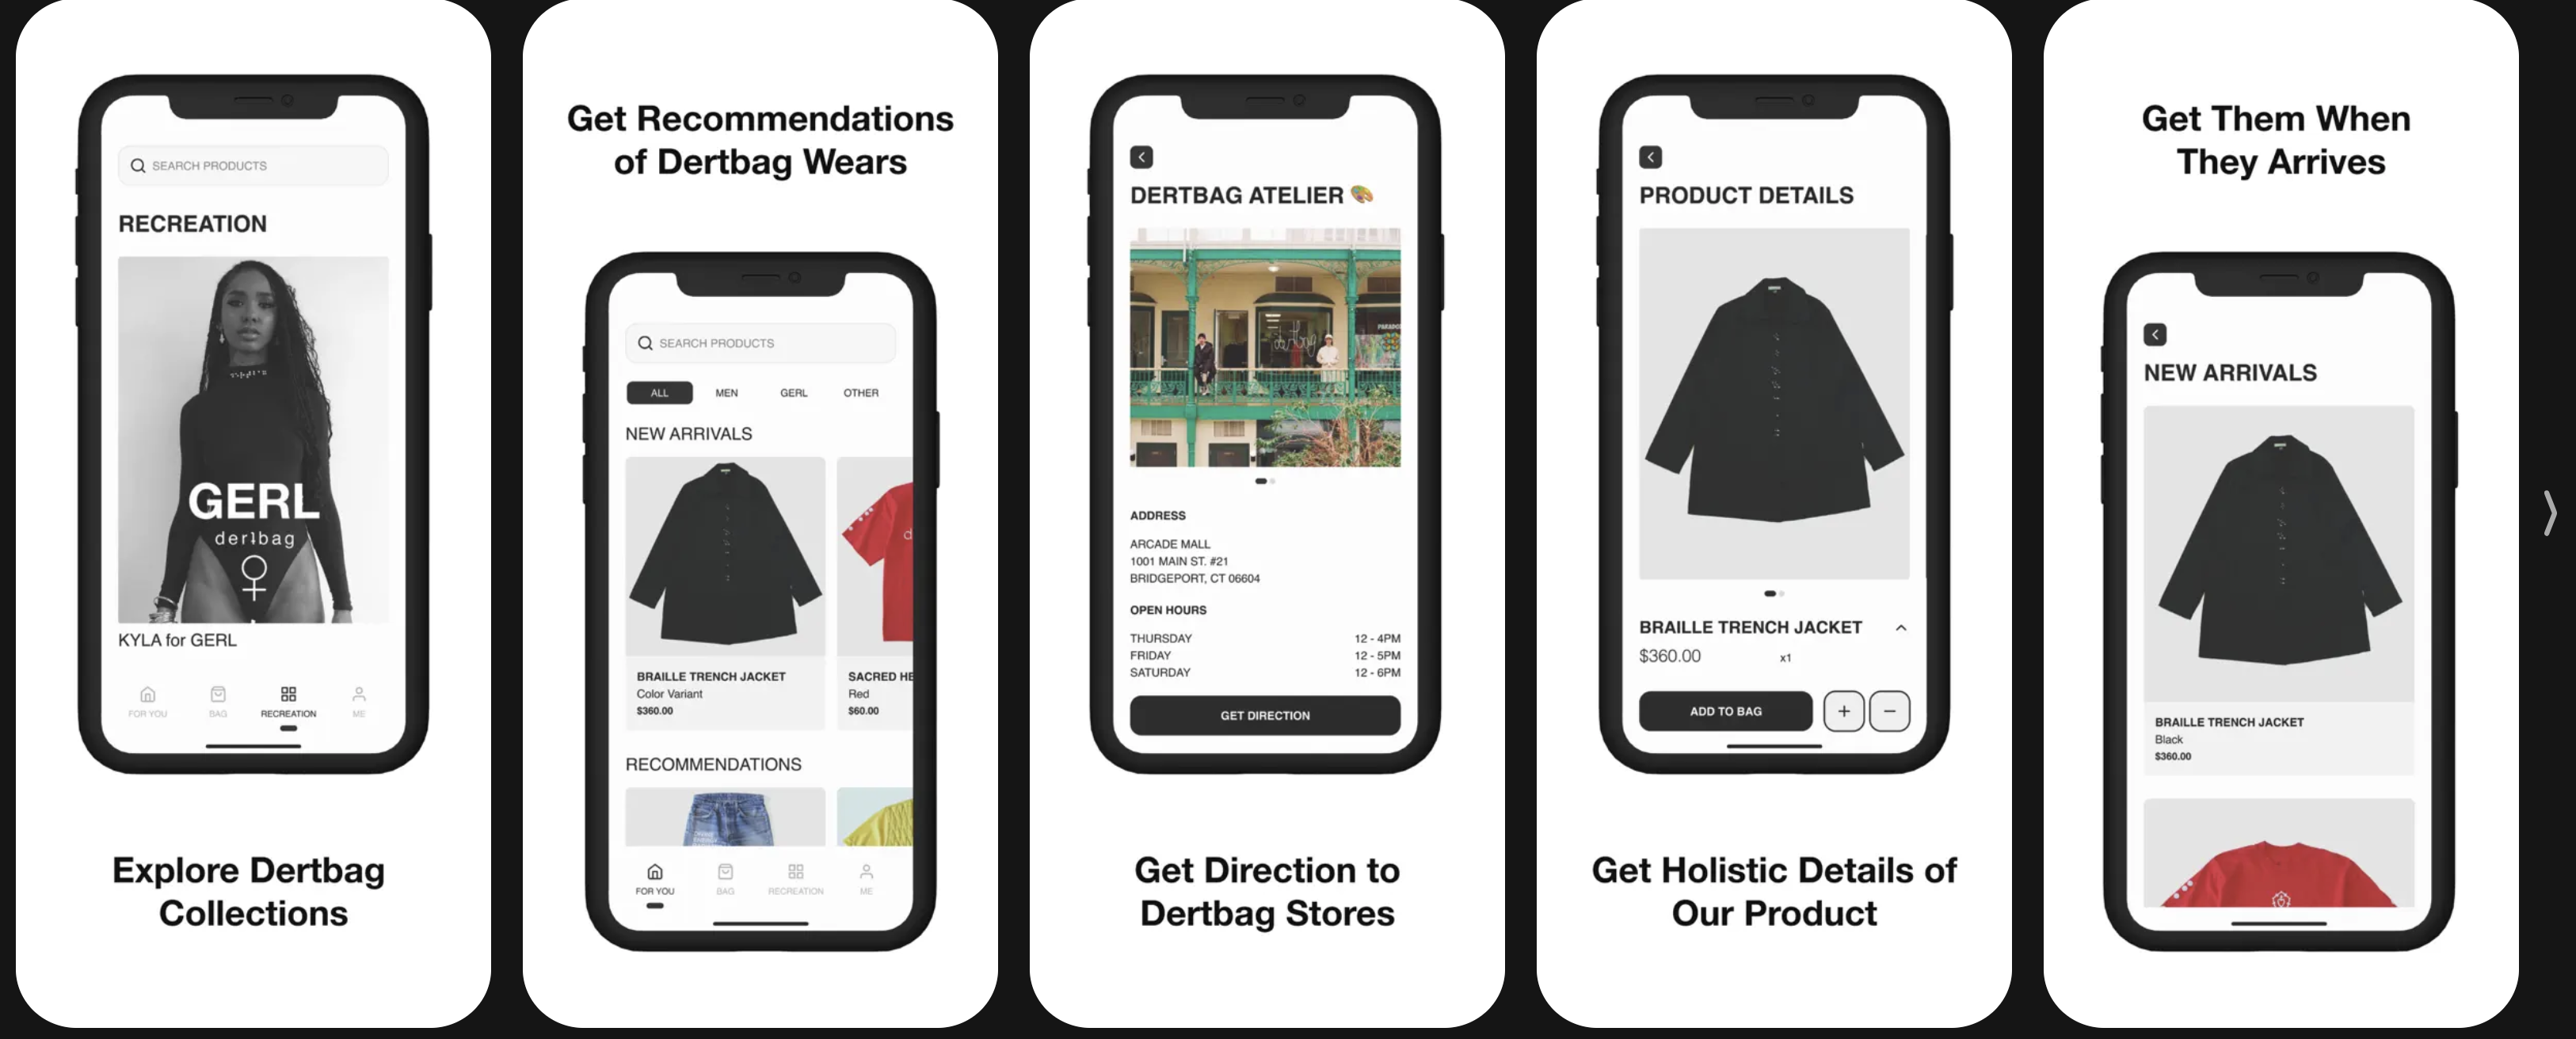 SEARCH PRODUCTS
RECREATION
GERL
dertbag
KYLA for GERL
FOR YOU
BAG
RECREATION
ME
Explore Dertbag
Collections
Get Recommendations
of Dertbag Wears
SEARCH PRODUCTS
ALL
MEN
GERL
OTHER
NEW ARRIVALS
BRAILLE TRENCH JACKET
Color Variant
$360.00
SACRED HE
Red
$60.00
RECOMMENDATIONS
FOR YOU
BAG
RECREATION
ME
DERTBAG ATELIER
dertbag
ADDRESS
ARCADE MALL
1001 MAIN ST. #21
BRIDGEPORT, CT 06604
OPEN HOURS
THURSDAY 12 - 4PM
FRIDAY 12 - 5PM
SATURDAY 12 - 6PM
GET DIRECTION
Get Direction to
Dertbag Stores
PRODUCT DETAILS
BRAILLE TRENCH JACKET
$360.00 x1
ADD TO BAG + −
Get Holistic Details of
Our Product
Get Them When
They Arrives
NEW ARRIVALS
BRAILLE TRENCH JACKET
Black
$360.00